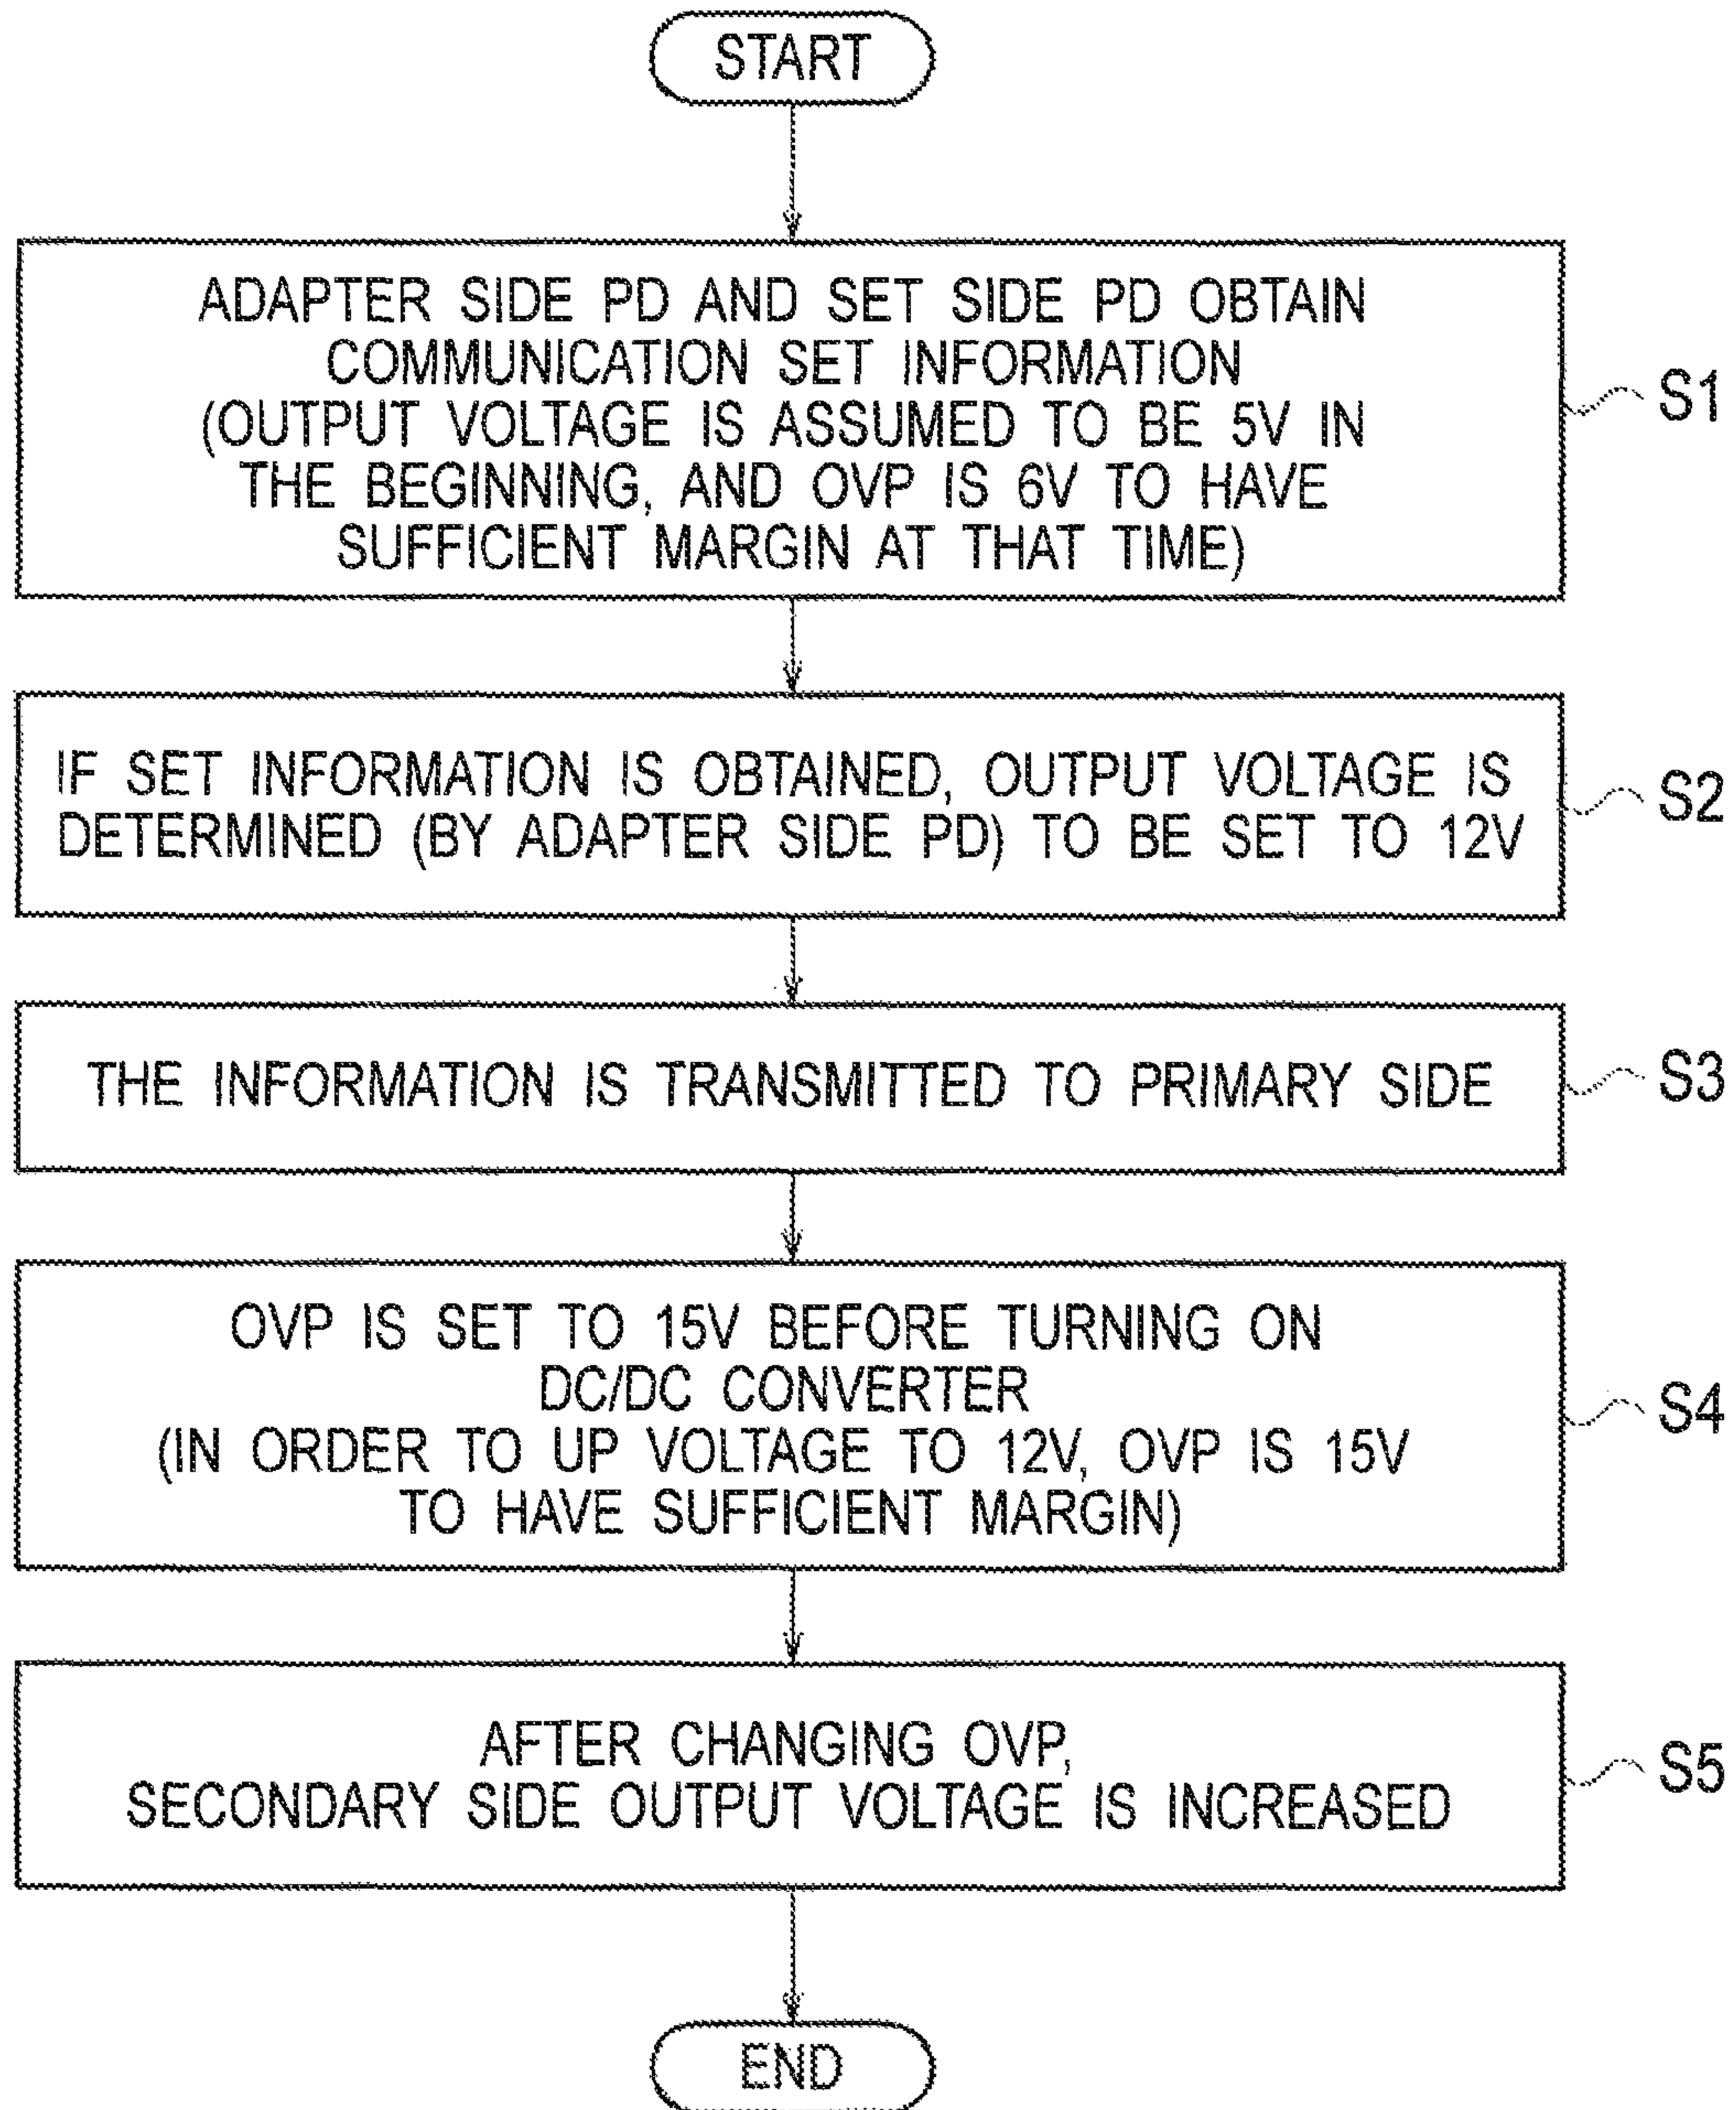 START
ADAPTER SIDE PD AND SET SIDE PD OBTAIN
COMMUNICATION SET INFORMATION
(OUTPUT VOLTAGE IS ASSUMED TO BE 5V IN
THE BEGINNING, AND OVP IS 6V TO HAVE
SUFFICIENT MARGIN AT THAT TIME)
S1
IF SET INFORMATION IS OBTAINED, OUTPUT VOLTAGE IS
DETERMINED (BY ADAPTER SIDE PD) TO BE SET TO 12V
S2
THE INFORMATION IS TRANSMITTED TO PRIMARY SIDE
S3
OVP IS SET TO 15V BEFORE TURNING ON
DC/DC CONVERTER
(IN ORDER TO UP VOLTAGE TO 12V, OVP IS 15V
TO HAVE SUFFICIENT MARGIN)
S4
AFTER CHANGING OVP,
SECONDARY SIDE OUTPUT VOLTAGE IS INCREASED
S5
END